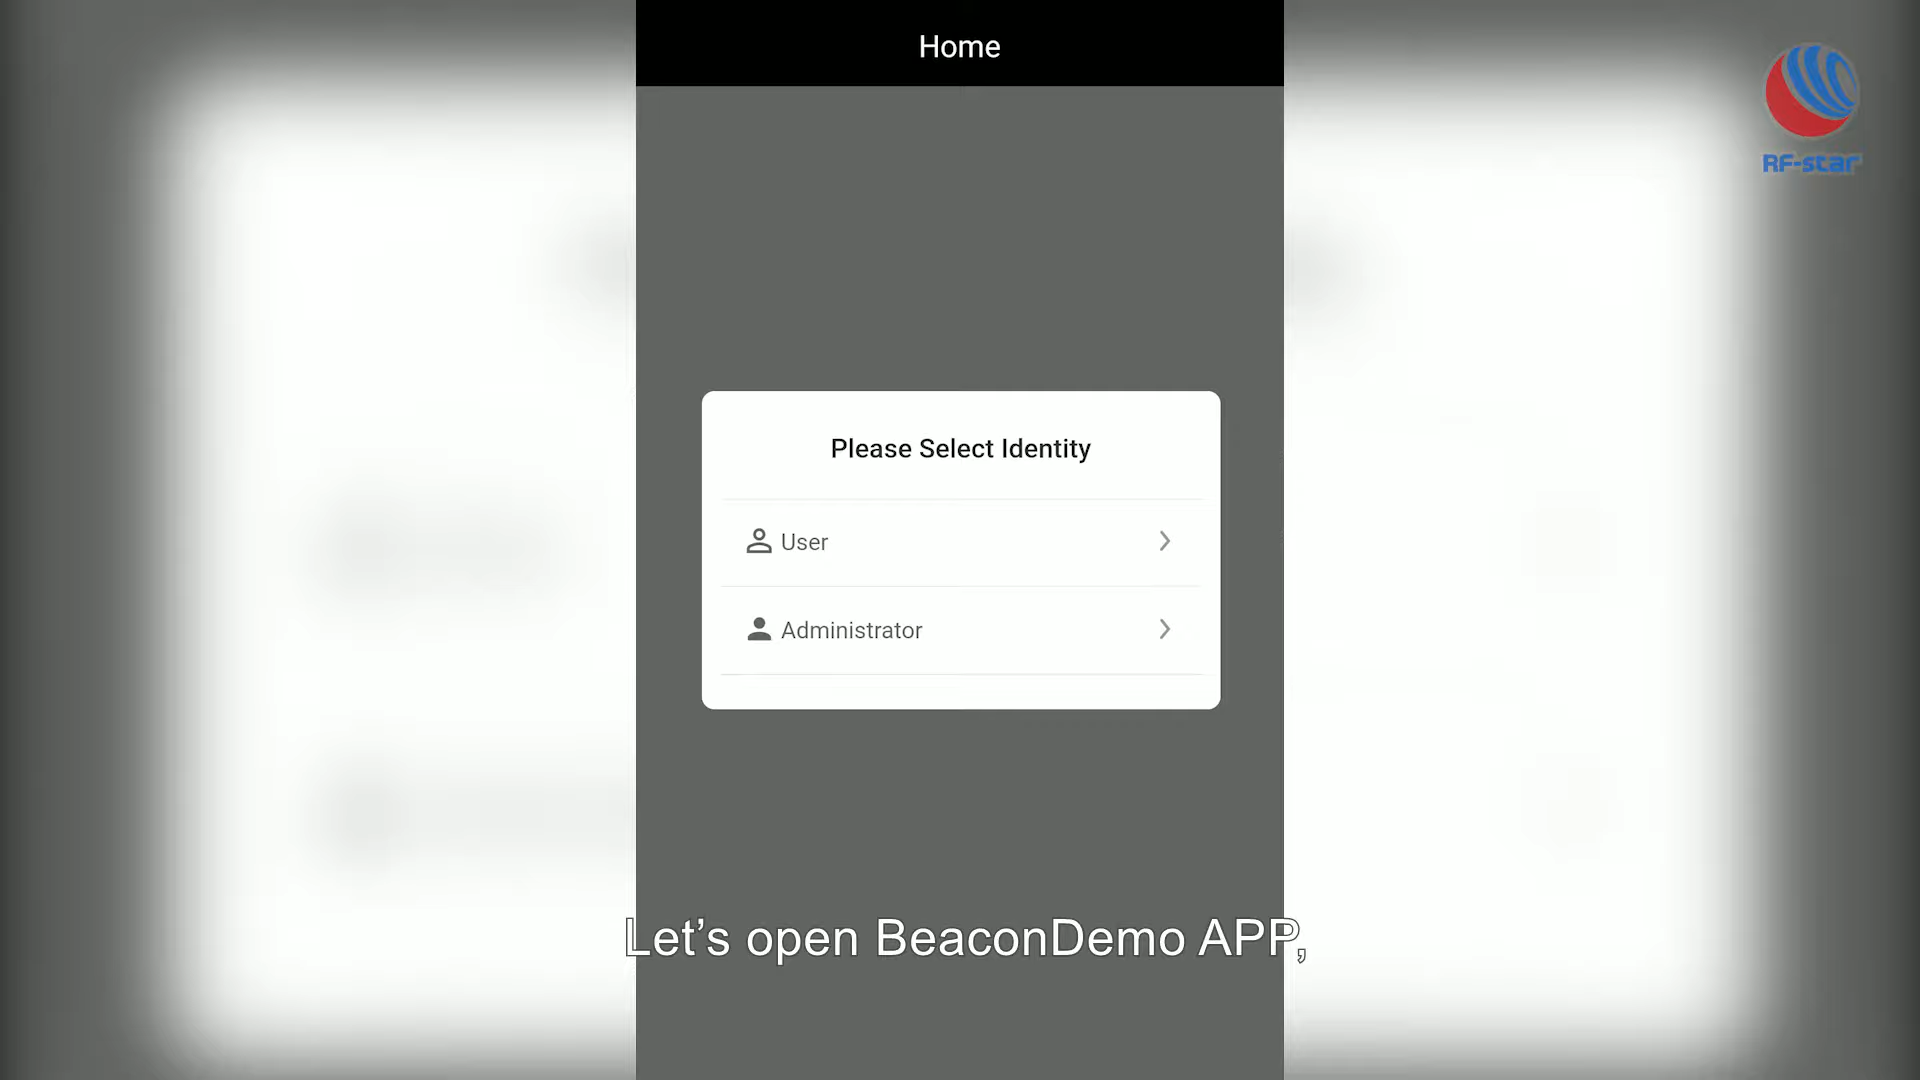 Home
RF-star
Please Select Identity
User
Administrator
Let’s open BeaconDemo APP,